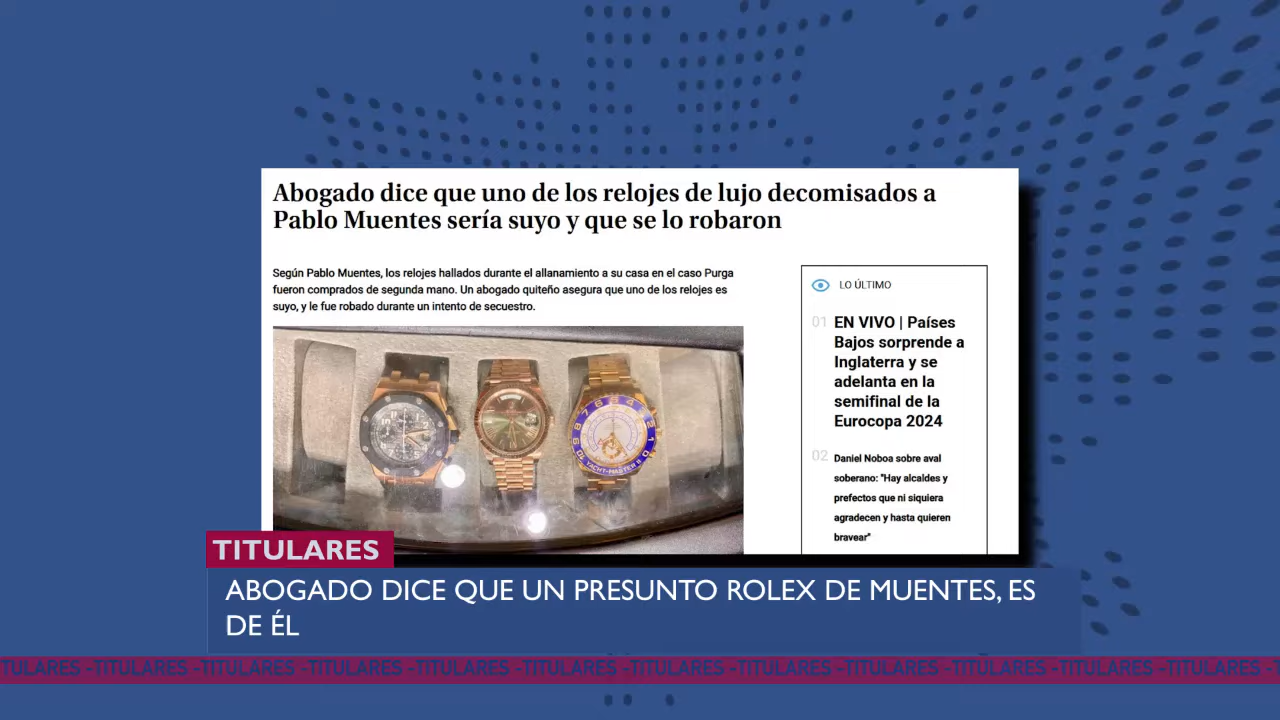 Abogado dice que uno de los relojes de lujo decomisados a
Pablo Muentes sería suyo y que se lo robaron
Según Pablo Muentes, los relojes hallados durante el allanamiento a su casa en el caso Purga
fueron comprados de segunda mano. Un abogado quiteño asegura que uno de los relojes es
suyo, y le fue robado durante un intento de secuestro.
LO ÚLTIMO
01 EN VIVO | Países
Bajos sorprende a
Inglaterra y se
adelanta en la
semifinal de la
Eurocopa 2024
02 Daniel Noboa sobre aval
soberano: "Hay alcaldes y
prefectos que ni siquiera
agradecen y hasta quieren
bravear"
YACHT-MASTER II
TITULARES
ABOGADO DICE QUE UN PRESUNTO ROLEX DE MUENTES, ES
DE ÉL
TULARES -TITULARES -TITULARES -TITULARES -TITULARES -TITULARES -TITULARES -TITULARES -TITULARES -TITULARES -TITULARES -TITULARES -